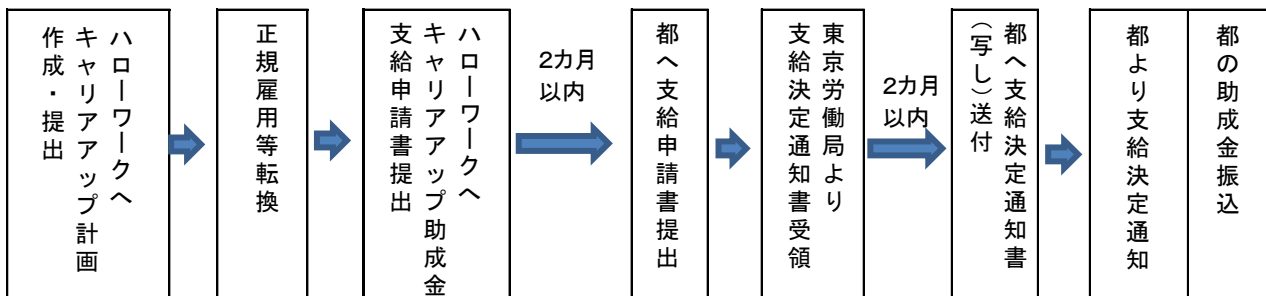 ハローワークへ
キャリアアップ計画
作成・提出
正規雇用等転換
ハローワークへ
キャリアアップ助成金
支給申請書提出
2カ月
以内
都へ支給申請書提出
東京労働局より
支給決定通知書受領
2カ月
以内
都へ支給決定通知書
（写し）送付
都より支給決定通知
都の助成金振込